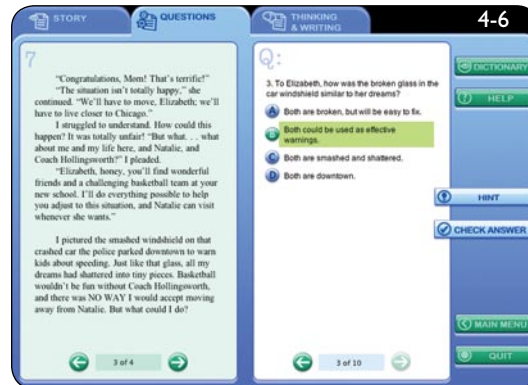 STORY
QUESTIONS
THINKING
& WRITING
4-6
7
"Congratulations, Mom! That's terrific!"
"The situation isn't totally happy," she
continued. "We'll have to move, Elizabeth; we'll
have to live closer to Chicago."
I struggled to understand. How could this
happen? It was totally unfair! "But what. . . what
about me and my life here, and Natalie, and
Coach Hollingsworth?" I pleaded.
"Elizabeth, honey, you'll find wonderful
friends and a challenging basketball team at your
new school. I'll do everything possible to help
you adjust to this situation, and Natalie can visit
whenever she wants."
I pictured the smashed windshield on that
crashed car the police parked downtown to warn
kids about speeding. Just like that glass, all my
dreams had shattered into tiny pieces. Basketball
wouldn't be fun without Coach Hollingsworth,
and there was NO WAY I would accept moving
away from Natalie. But what could I do?
3 of 4
Q:
3. To Elizabeth, how was the broken glass in the
car windshield similar to her dreams?
A Both are broken, but will be easy to fix.
B Both could be used as effective
warnings.
C Both are smashed and shattered.
D Both are downtown.
3 of 10
DICTIONARY
? HELP
HINT
CHECK ANSWER
MAIN MENU
QUIT